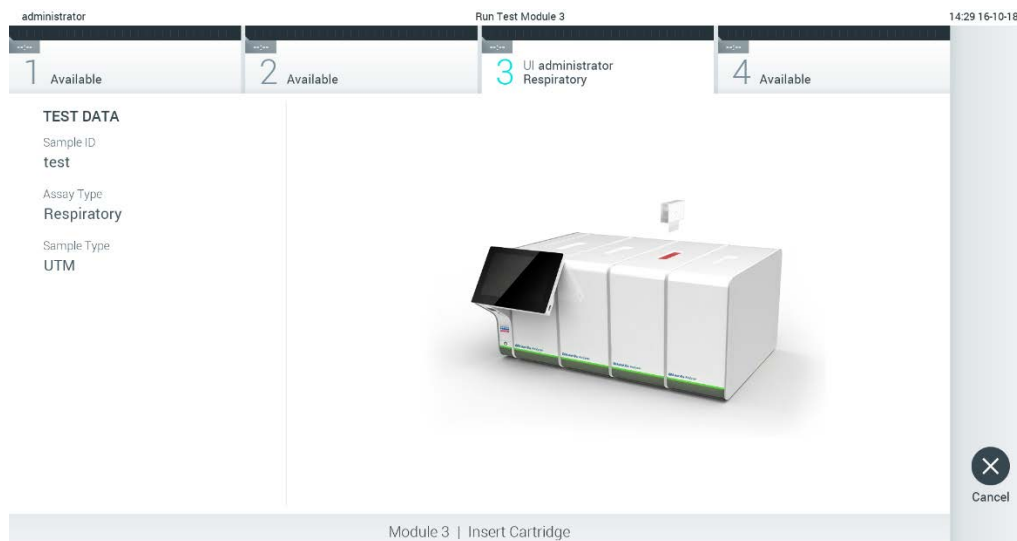 administrator
Run Test Module 3
14:29 16-10-18
--:--
1 Available
--:--
2 Available
3 UI administrator
Respiratory
--:--
4 Available
TEST DATA
Sample ID
test
Assay Type
Respiratory
Sample Type
UTM
Cancel
Module 3 | Insert Cartridge